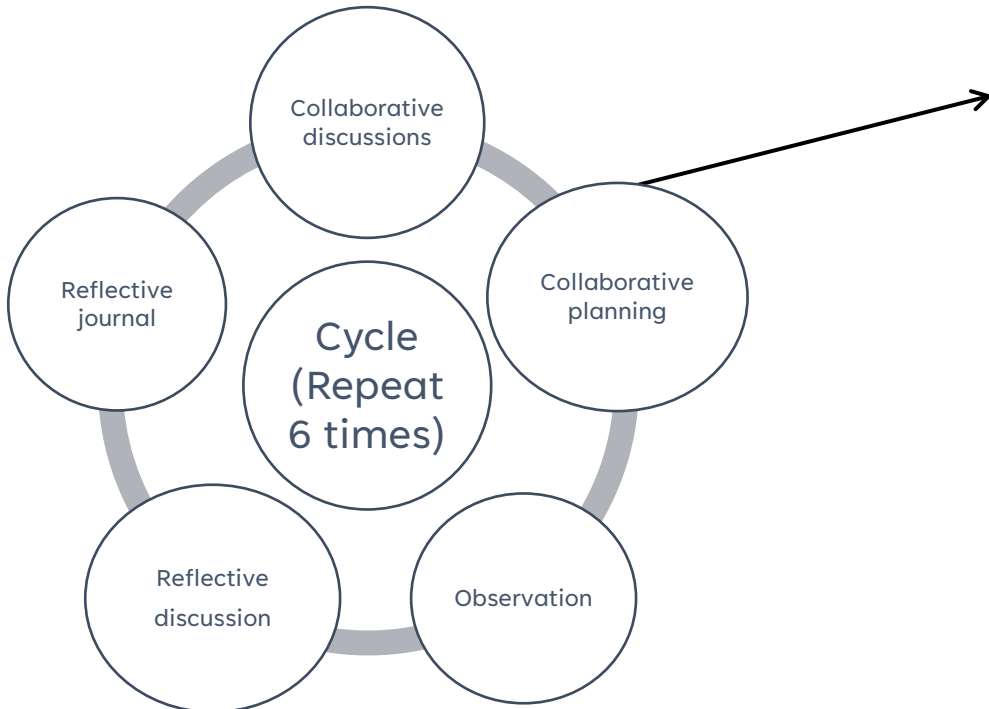 Collaborative
discussions
Collaborative
planning
Observation
Reflective
discussion
Reflective
journal
Cycle
(Repeat
6 times)